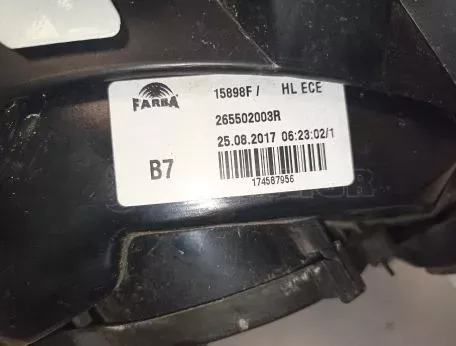 FARBA
15898F / HL ECE
265502003R
25.08.2017 06:23:02/1
B7
174587956